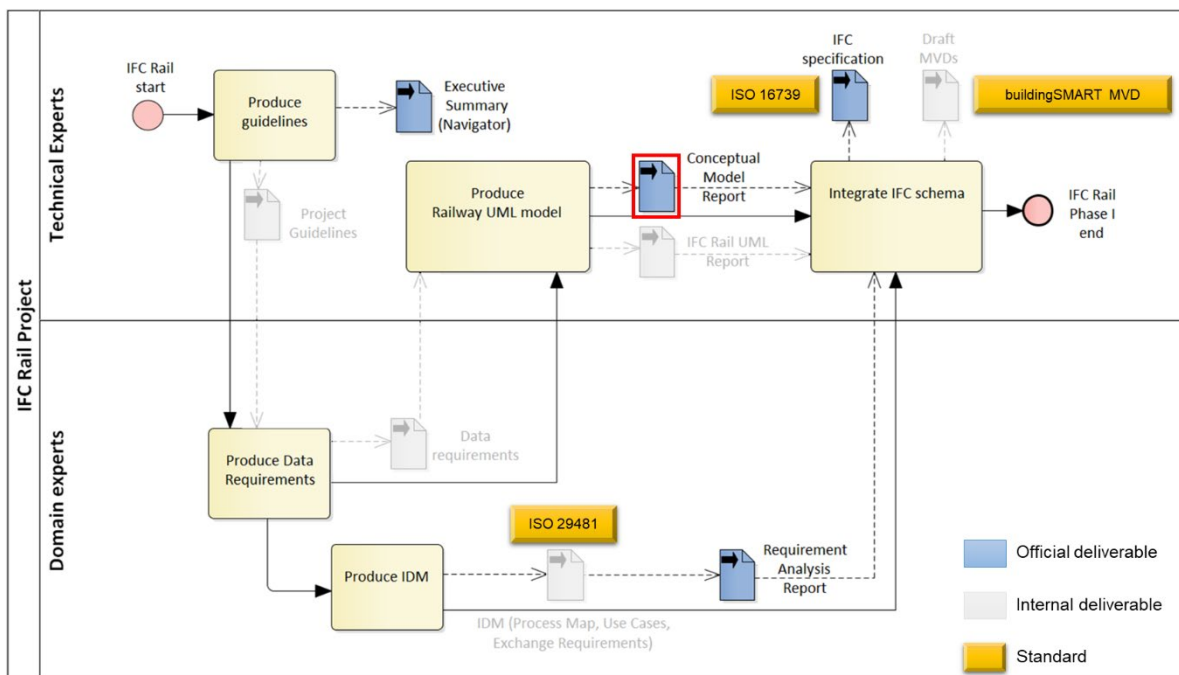 IFC Rail Project
Technical Experts
IFC Rail
start
Produce
guidelines
Executive
Summary
(Navigator)
Project
Guidelines
Produce
Railway UML model
Conceptual
Model
Report
IFC Rail UML
Report
ISO 16739
IFC
specification
Draft
MVDs
buildingSMART MVD
Integrate IFC schema
IFC Rail
Phase I
end
Domain experts
Produce Data
Requirements
Data
requirements
Produce IDM
ISO 29481
IDM (Process Map, Use Cases,
Exchange Requirements)
Requirement
Analysis
Report
Official deliverable
Internal deliverable
Standard